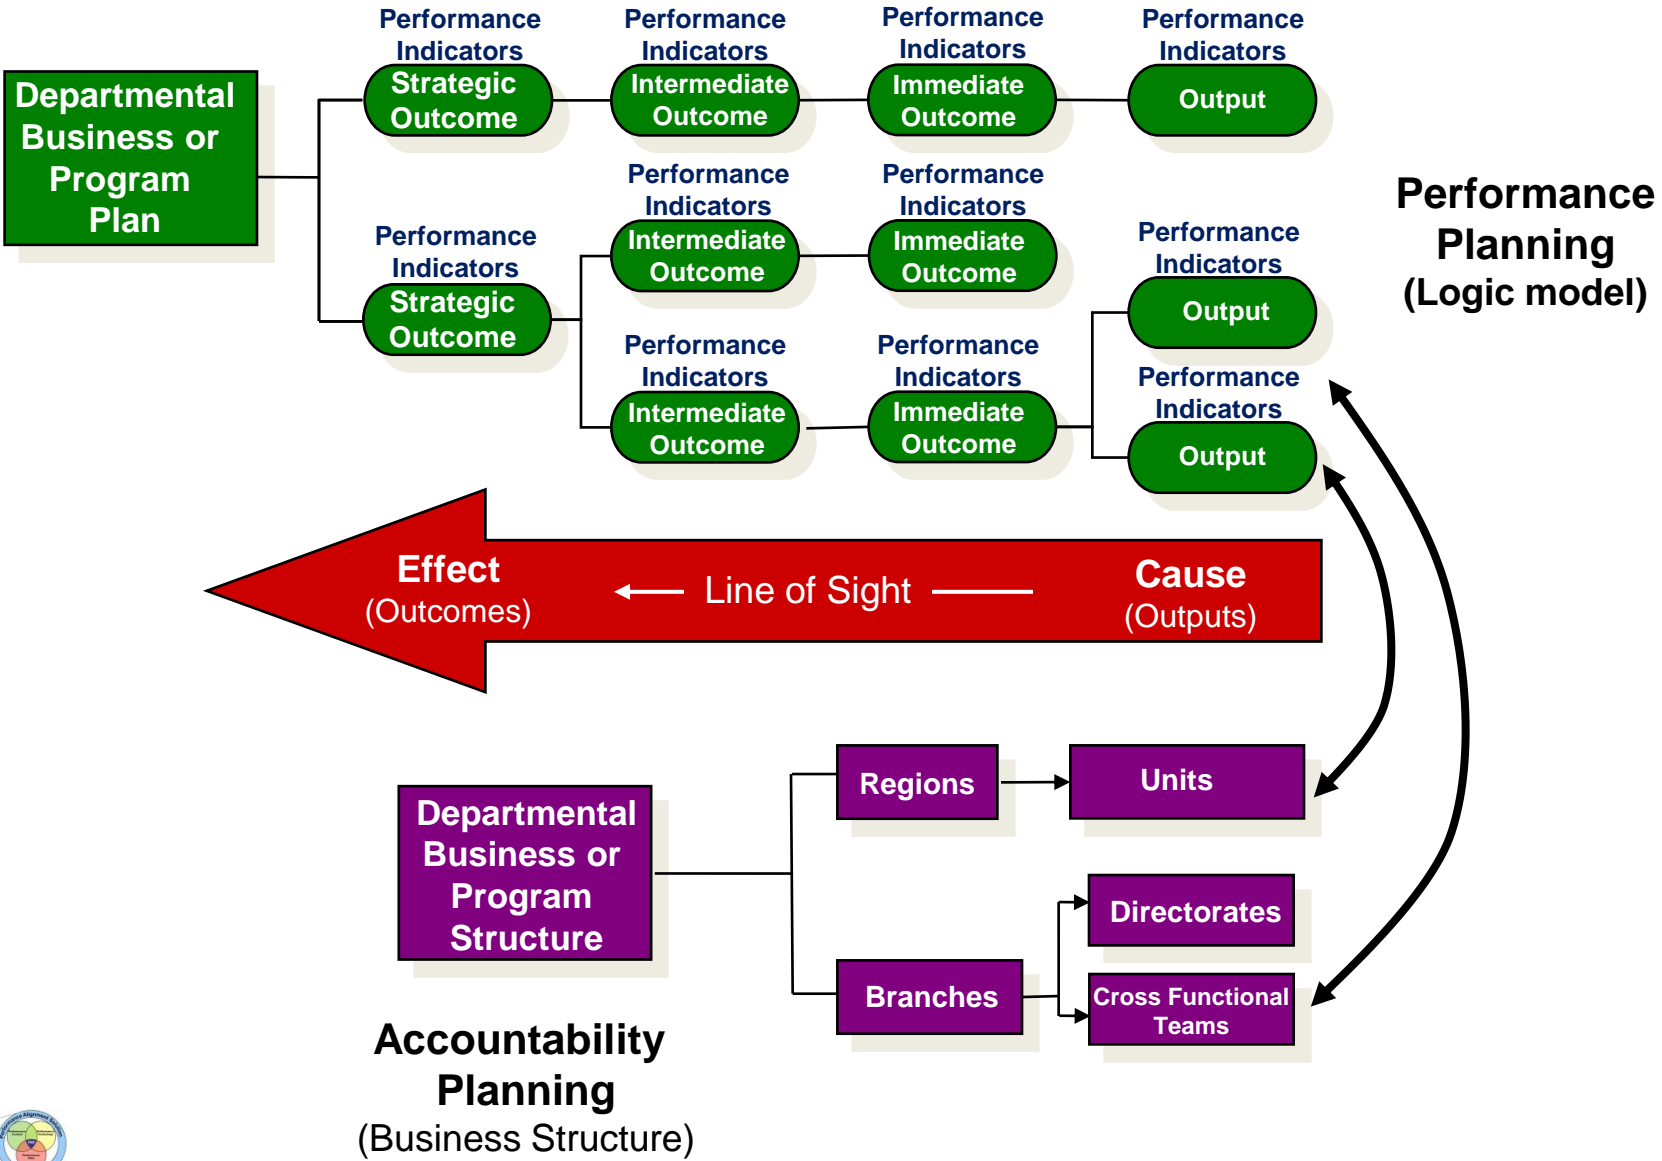 Performance
Indicators
Performance
Indicators
Performance
Indicators
Performance
Indicators
Departmental
Business or
Program
Plan
Strategic
Outcome
Intermediate
Outcome
Immediate
Outcome
Output
Performance
Indicators
Performance
Indicators
Performance
Planning
(Logic model)
Performance
Indicators
Intermediate
Outcome
Immediate
Outcome
Performance
Indicators
Strategic
Outcome
Output
Performance
Indicators
Performance
Indicators
Performance
Indicators
Intermediate
Outcome
Immediate
Outcome
Output
Effect
(Outcomes)
Line of Sight
Cause
(Outputs)
Departmental
Business or
Program
Structure
Regions
Units
Directorates
Branches
Cross Functional
Teams
Accountability
Planning
(Business Structure)